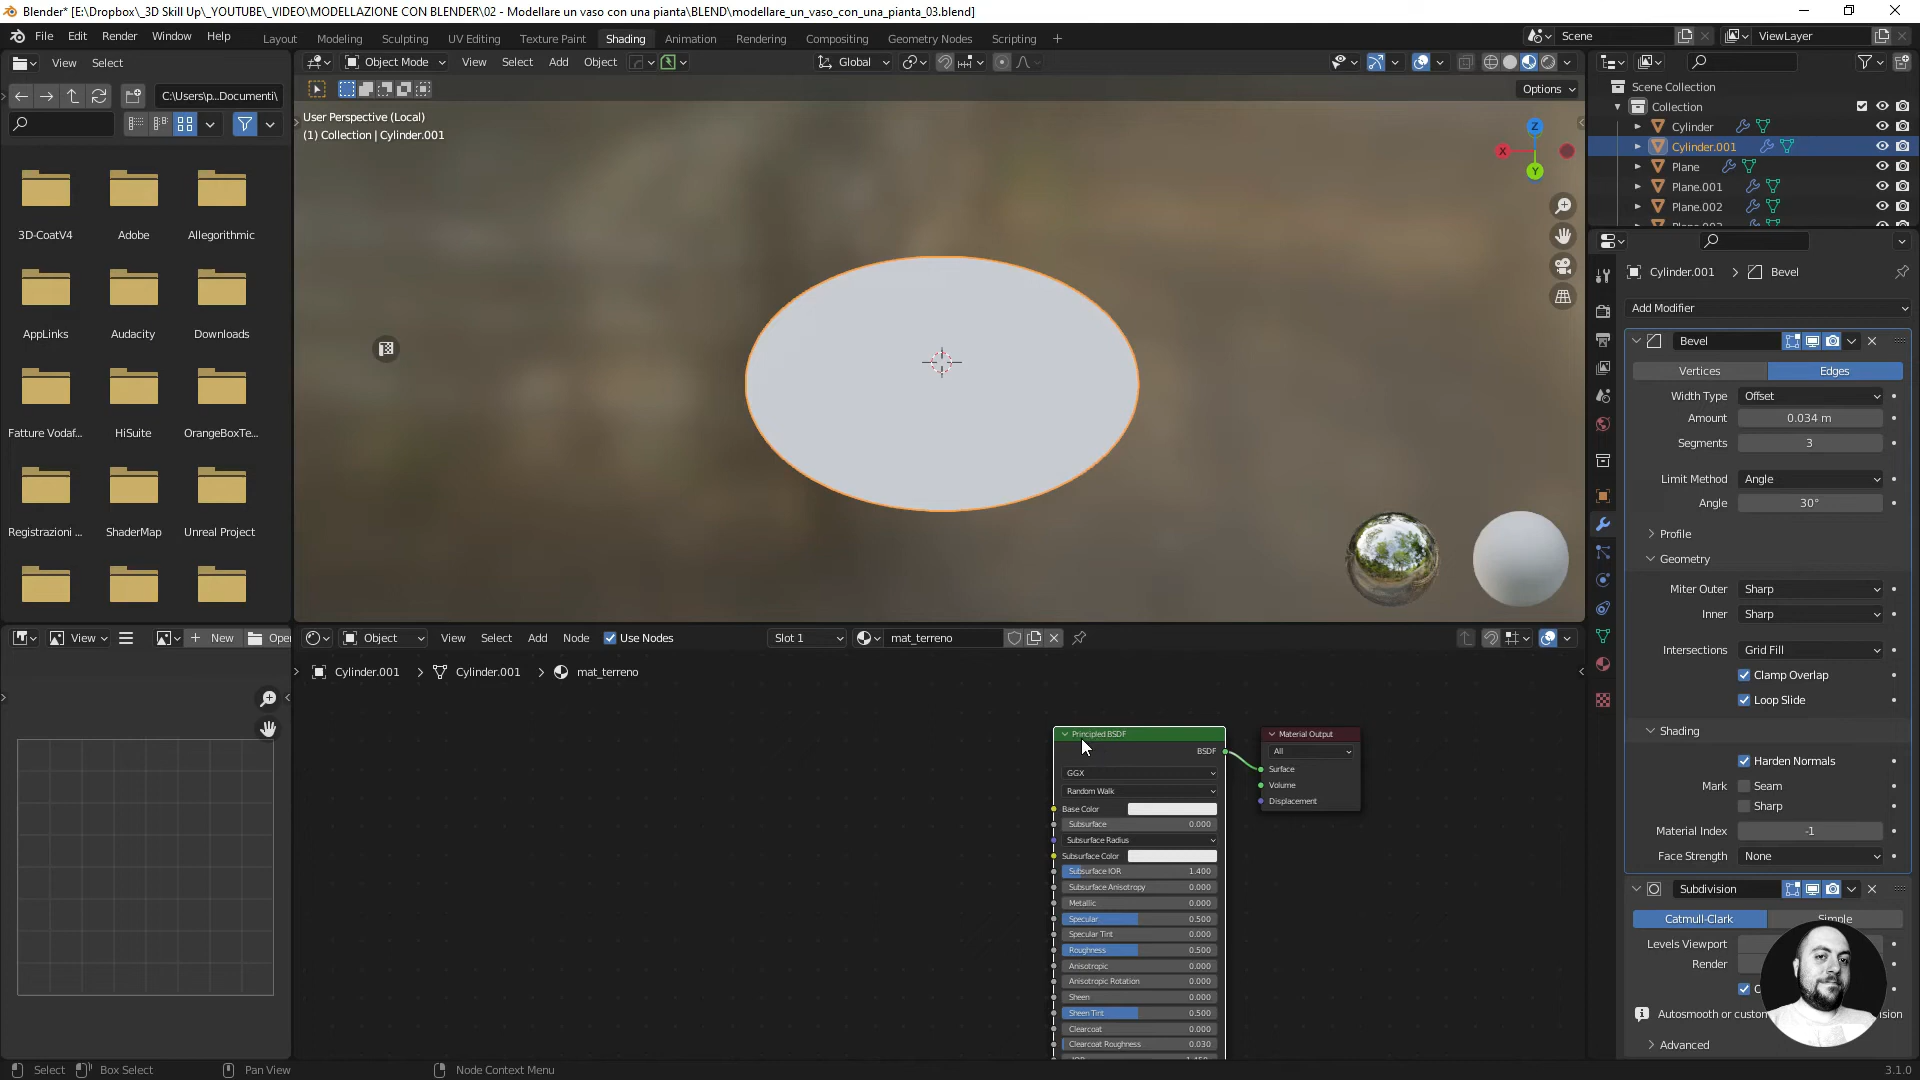 Blender* [E:\Dropbox\_3D Skill Up\_YOUTUBE\_VIDEO\MODELLAZIONE CON BLENDER\02 - Modellare un vaso con una pianta\BLEND\modellare_un_vaso_con_una_pianta_03.blend]
File Edit Render Window Help Layout Modeling Sculpting UV Editing Texture Paint Shading Animation Rendering Compositing Geometry Nodes Scripting + Scene ViewLayer
View Select Object Mode View Select Add Object Global
C:\Users\p...Documenti\ Options
User Perspective (Local)
(1) Collection | Cylinder.001
Z
X
Y
Scene Collection
Collection
Cylinder
Cylinder.001
Plane
Plane.001
Plane.002
3D-CoatV4 Adobe Allegorithmic
AppLinks Audacity Downloads
Fatture Vodaf... HiSuite OrangeBoxTe...
Registrazioni ... ShaderMap Unreal Project
Cylinder.001 > Bevel
Add Modifier
Bevel
Vertices Edges
Width Type Offset
Amount 0.034 m
Segments 3
Limit Method Angle
Angle 30°
Profile
Geometry
Miter Outer Sharp
Inner Sharp
Intersections Grid Fill
Clamp Overlap
Loop Slide
Shading
Harden Normals
Mark Seam
Sharp
Material Index -1
Face Strength None
Subdivision
Catmull-Clark Simple
Levels Viewport
Render
Advanced
View + New Open
Object View Select Add Node Use Nodes Slot 1 mat_terreno
Cylinder.001 > Cylinder.001 > mat_terreno
Principled BSDF
BSDF
GGX
Random Walk
Base Color
Subsurface 0.000
Subsurface Radius
Subsurface Color
Subsurface IOR 1.400
Subsurface Anisotropy 0.000
Metallic 0.000
Specular 0.500
Specular Tint 0.000
Roughness 0.500
Anisotropic 0.000
Anisotropic Rotation 0.000
Sheen 0.000
Sheen Tint 0.500
Clearcoat 0.000
Clearcoat Roughness 0.030
Material Output
All
Surface
Volume
Displacement
Select Box Select Pan View Node Context Menu 3.1.0